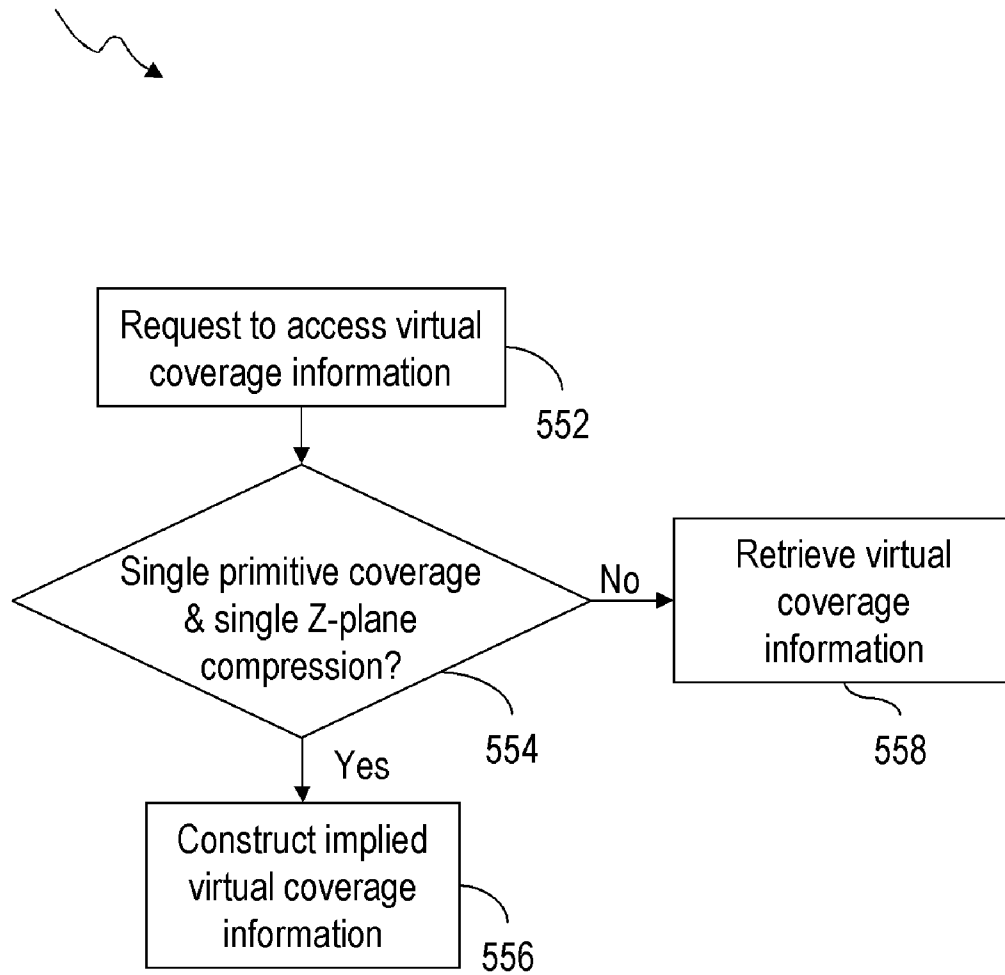 Request to access virtual
coverage information
552
Single primitive coverage
& single Z-plane
compression?
554
No
Retrieve virtual
coverage
information
558
Yes
Construct implied
virtual coverage
information
556